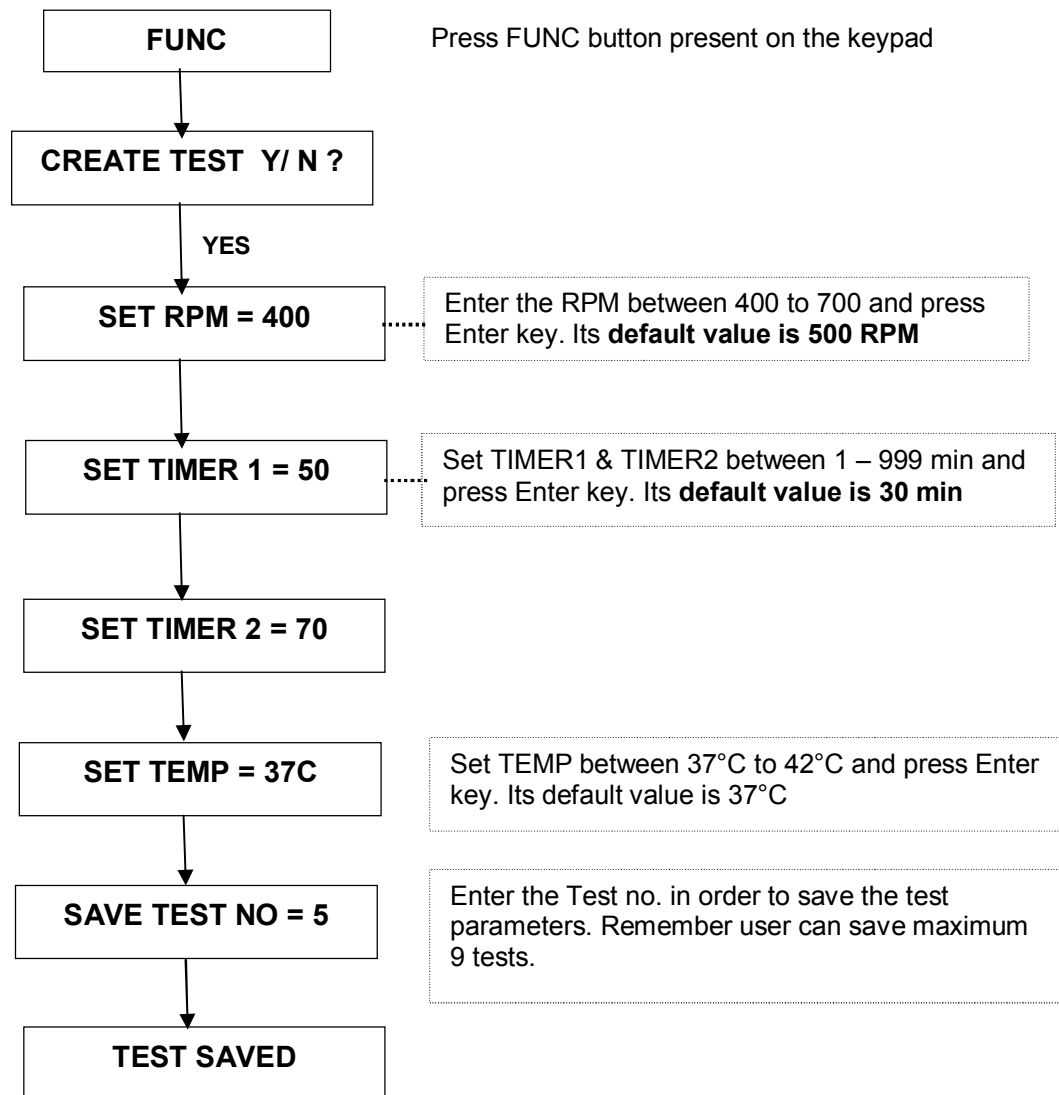 FUNC
Press FUNC button present on the keypad
CREATE TEST Y/ N ?
YES
SET RPM = 400
Enter the RPM between 400 to 700 and press
Enter key. Its default value is 500 RPM
SET TIMER 1 = 50
Set TIMER1 & TIMER2 between 1 – 999 min and
press Enter key. Its default value is 30 min
SET TIMER 2 = 70
SET TEMP = 37C
Set TEMP between 37°C to 42°C and press Enter
key. Its default value is 37°C
SAVE TEST NO = 5
Enter the Test no. in order to save the test
parameters. Remember user can save maximum
9 tests.
TEST SAVED